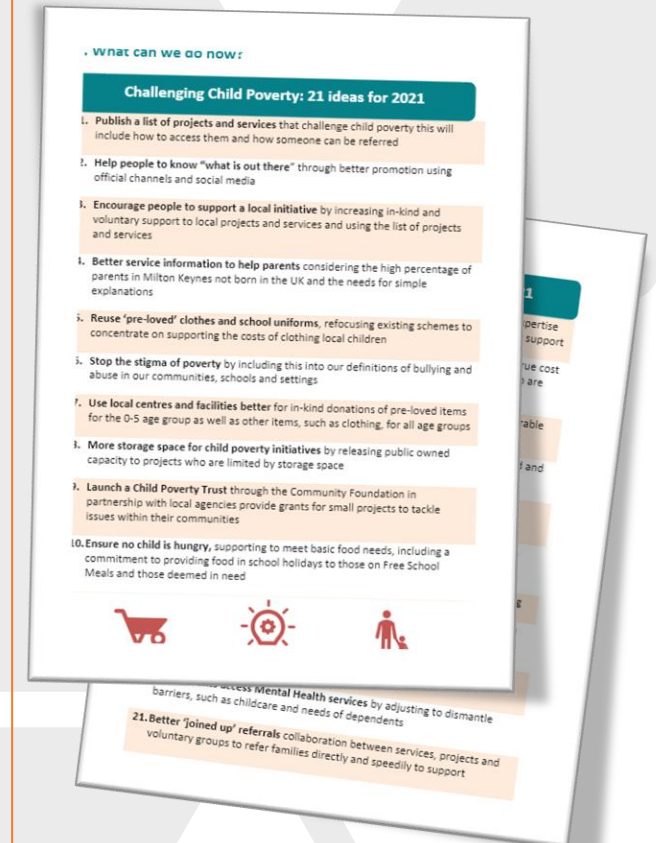 . What can we do now?
Challenging Child Poverty: 21 ideas for 2021
1. Publish a list of projects and services that challenge child poverty this will
include how to access them and how someone can be referred
2. Help people to know "what is out there" through better promotion using
official channels and social media
3. Encourage people to support a local initiative by increasing in-kind and
voluntary support to local projects and services and using the list of projects
and services
4. Better service information to help parents considering the high percentage of
parents in Milton Keynes not born in the UK and the needs for simple
explanations
5. Reuse 'pre-loved' clothes and school uniforms, refocusing existing schemes to
concentrate on supporting the costs of clothing local children
6. Stop the stigma of poverty by including this into our definitions of bullying and
abuse in our communities, schools and settings
7. Use local centres and facilities better for in-kind donations of pre-loved items
for the 0-5 age group as well as other items, such as clothing, for all age groups
8. More storage space for child poverty initiatives by releasing public owned
capacity to projects who are limited by storage space
9. Launch a Child Poverty Trust through the Community Foundation in
partnership with local agencies provide grants for small projects to tackle
issues within their communities
10. Ensure no child is hungry, supporting to meet basic food needs, including a
commitment to providing food in school holidays to those on Free School
Meals and those deemed in need
1
support
cost
are
and
access Mental Health services by adjusting to dismantle
barriers, such as childcare and needs of dependents
21. Better 'joined up' referrals collaboration between services, projects and
voluntary groups to refer families directly and speedily to support